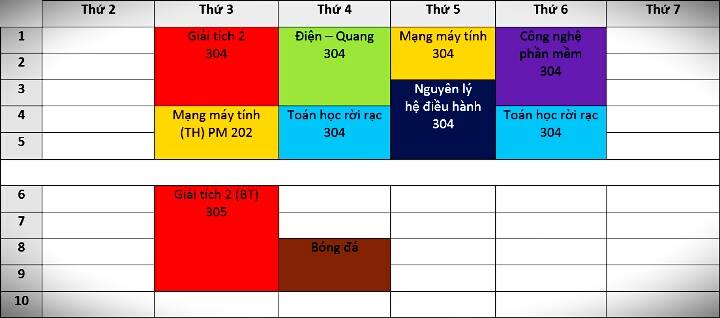 Thứ 2 Thứ 3 Thứ 4 Thứ 5 Thứ 6 Thứ 7
1 Giải tích 2 Điện – Quang Mạng máy tính Công nghệ
phần mềm
2 304 304 304 304
3 Nguyên lý
hệ điều hành
304
4 Mạng máy tính Toán học rời rạc Toán học rời rạc
5 (TH) PM 202 304 304
6 Giải tích 2 (BT)
305
7
8 Bóng đá
9
10